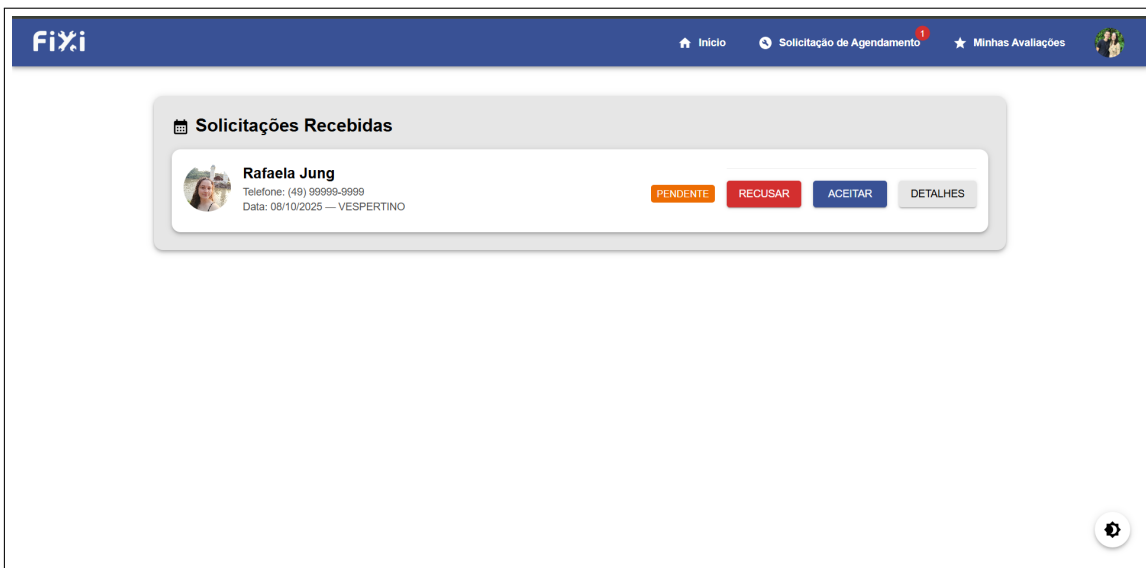 Fixi
Início
Solicitação de Agendamento
1
Minhas Avaliações
Solicitações Recebidas
Rafaela Jung
Telefone: (49) 99999-9999
Data: 08/10/2025 — VESPERTINO
PENDENTE
RECUSAR
ACEITAR
DETALHES